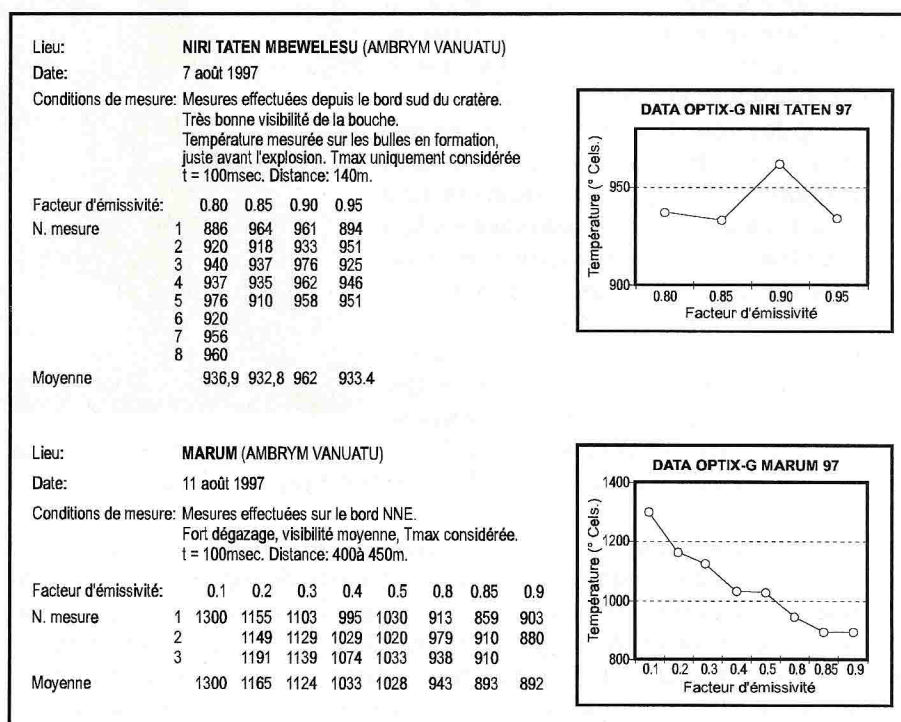 Lieu: NIRI TATEN MBEWELESU (AMBRYM VANUATU)
Date: 7 août 1997
Conditions de mesure: Mesures effectuées depuis le bord sud du cratère.
Très bonne visibilité de la bouche.
Température mesurée sur les bulles en formation,
juste avant l'explosion. Tmax uniquement considérée
t = 100msec. Distance: 140m.
Facteur d'émissivité: 0.80 0.85 0.90 0.95
N. mesure 1 886 964 961 894
2 920 918 933 951
3 940 937 976 925
4 937 935 962 946
5 976 910 958 951
6 920
7 956
8 960
Moyenne 936,9 932,8 962 933.4
DATA OPTIX-G NIRI TATEN 97
Température (° Cels.)
950
900
0.80 0.85 0.90 0.95
Facteur d'émissivité
Lieu: MARUM (AMBRYM VANUATU)
Date: 11 août 1997
Conditions de mesure: Mesures effectuées sur le bord NNE.
Fort dégazage, visibilité moyenne, Tmax considérée.
t = 100msec. Distance: 400à 450m.
Facteur d'émissivité: 0.1 0.2 0.3 0.4 0.5 0.8 0.85 0.9
N. mesure 1 1300 1155 1103 995 1030 913 859 903
2 1149 1129 1029 1020 979 910 880
3 1191 1139 1074 1033 938 910
Moyenne 1300 1165 1124 1033 1028 943 893 892
DATA OPTIX-G MARUM 97
Température (° Cels.)
1400
1200
1000
800
0.1 0.2 0.3 0.4 0.5 0.8 0.85 0.9
Facteur d'émissivité